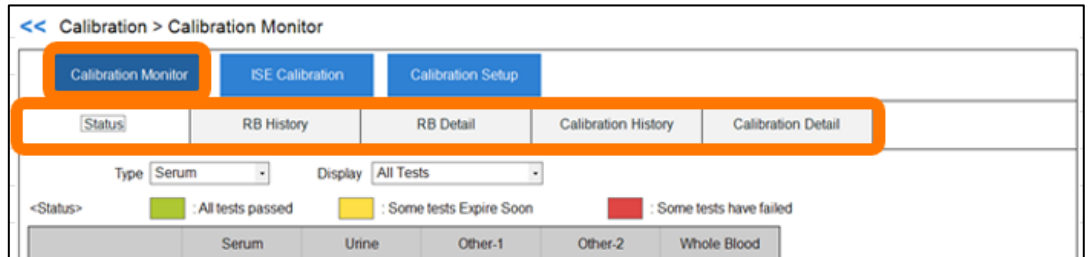 << Calibration > Calibration Monitor
Calibration Monitor ISE Calibration Calibration Setup
Status RB History RB Detail Calibration History Calibration Detail
Type Serum Display All Tests
<Status> : All tests passed : Some tests Expire Soon : Some tests have failed
Serum Urine Other-1 Other-2 Whole Blood